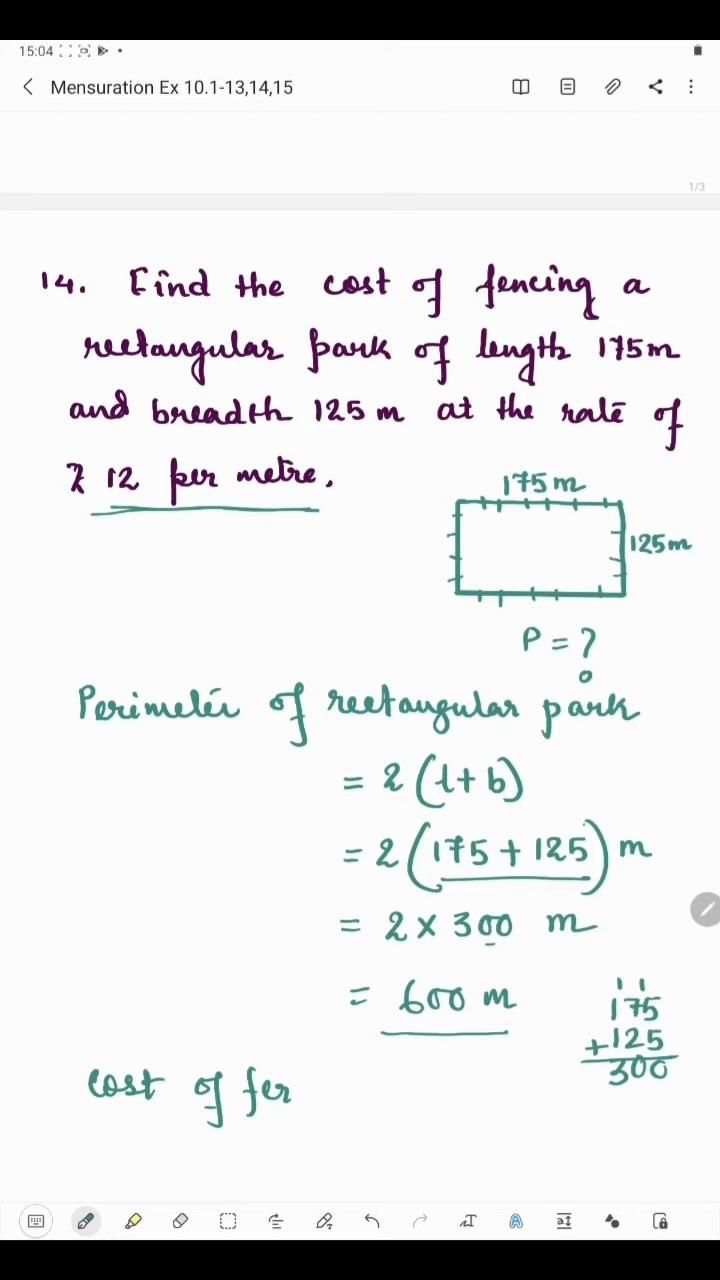 15:04
Mensuration Ex 10.1-13,14,15
1/3
14. Find the cost of fencing a
rectangular park of length 175m
and breadth 125 m at the rate of
₹ 12 per metre.
175m
125m
P = ?
Perimeter of rectangular park
= 2 (l+b)
= 2 (175 + 125) m
= 2 × 300 m
= 600 m
1 1
175
+125
300
cost of fer